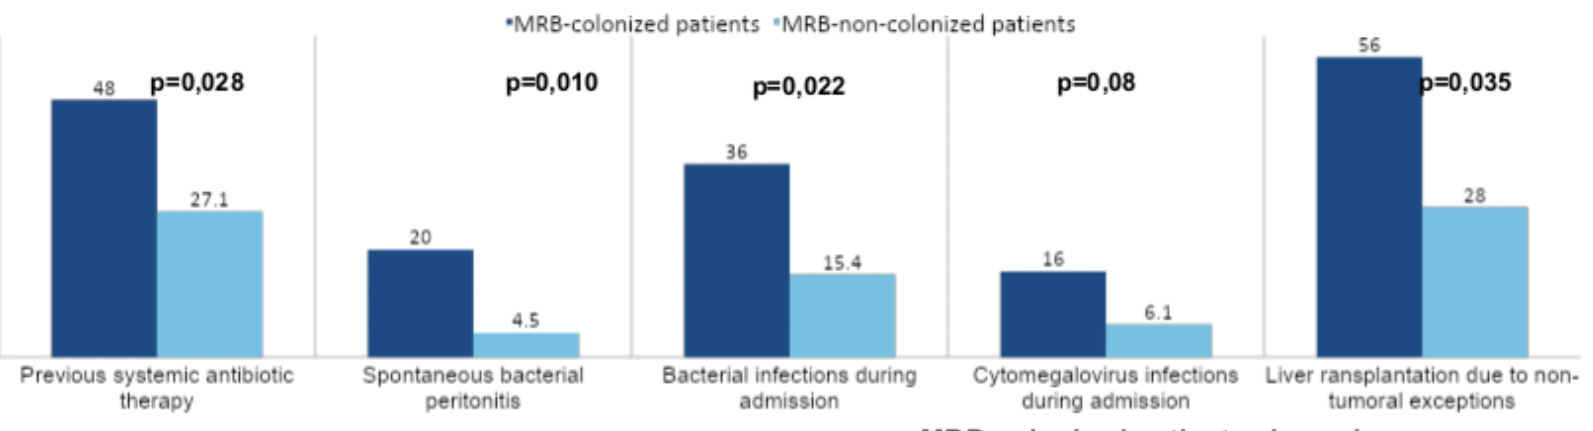 MRB-colonized patients MRB-non-colonized patients
48 p=0,028
27.1
p=0,010
20
4.5
p=0,022
36
15.4
p=0,08
16
6.1
56
p=0,035
28
Previous systemic antibiotic
therapy
Spontaneous bacterial
peritonitis
Bacterial infections during
admission
Cytomegalovirus infections
during admission
Liver ransplantation due to non-
tumoral exceptions